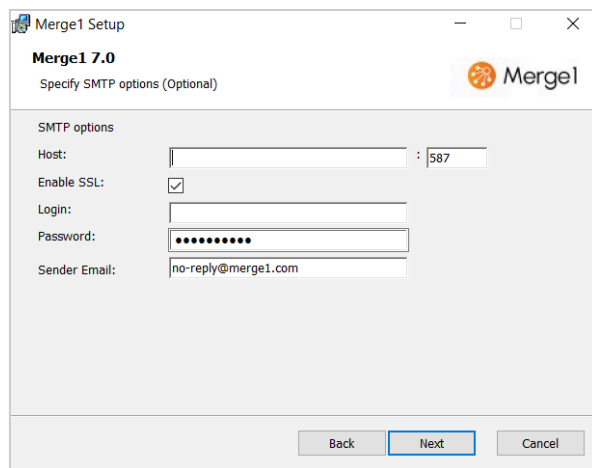 Merge1 Setup
Merge1 7.0
Specify SMTP options (Optional)
Merge1
SMTP options
Host: : 587
Enable SSL:
Login:
Password: ●●●●●●●●●●
Sender Email: no-reply@merge1.com
Back Next Cancel